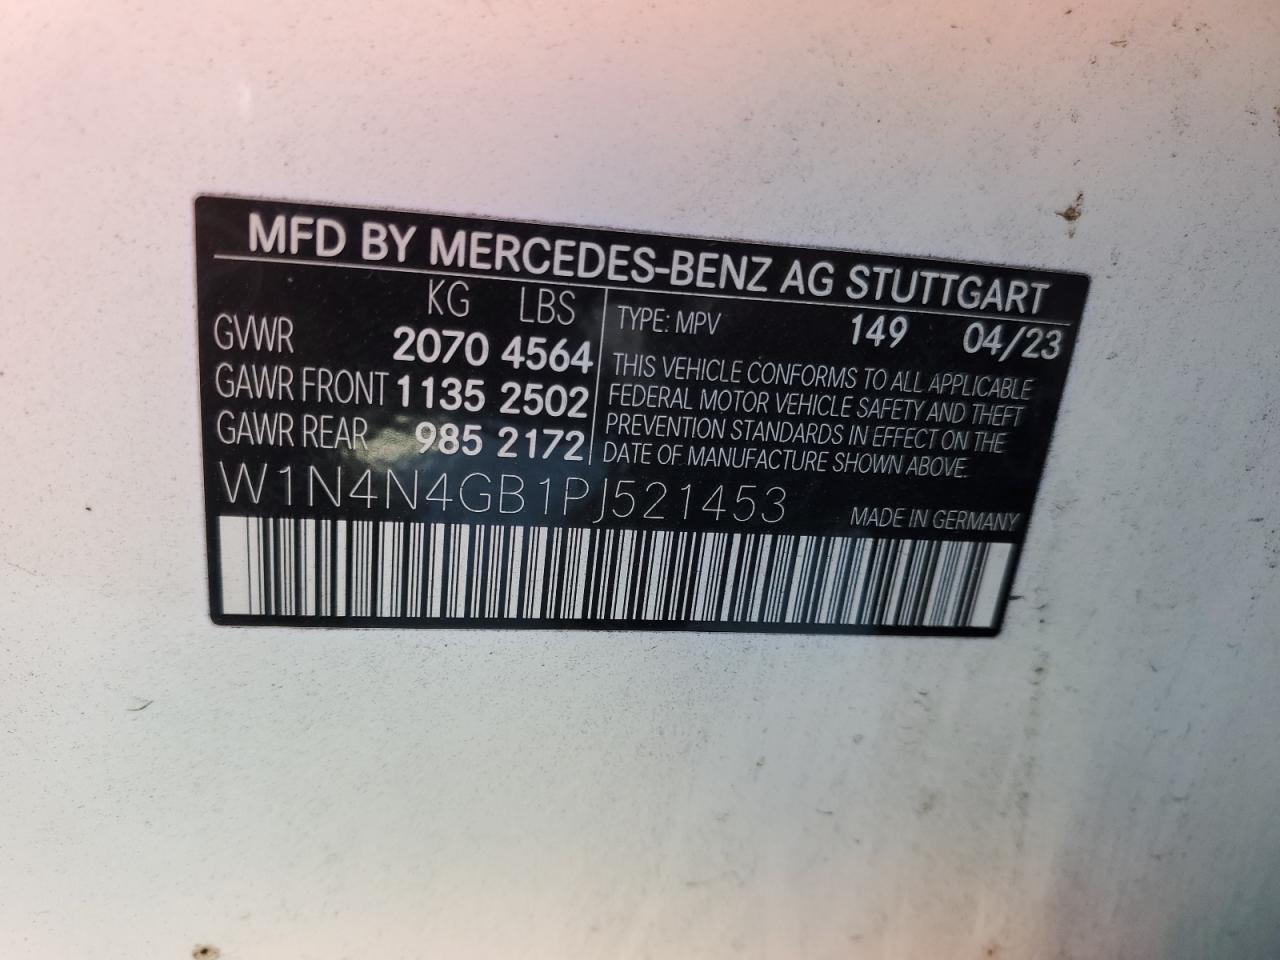 MFD BY MERCEDES-BENZ AG STUTTGART
KG LBS
GVWR 2070 4564
GAWR FRONT 1135 2502
GAWR REAR 985 2172
TYPE: MPV 149 04/23
THIS VEHICLE CONFORMS TO ALL APPLICABLE
FEDERAL MOTOR VEHICLE SAFETY AND THEFT
PREVENTION STANDARDS IN EFFECT ON THE
DATE OF MANUFACTURE SHOWN ABOVE.
W1N4N4GB1PJ521453
MADE IN GERMANY